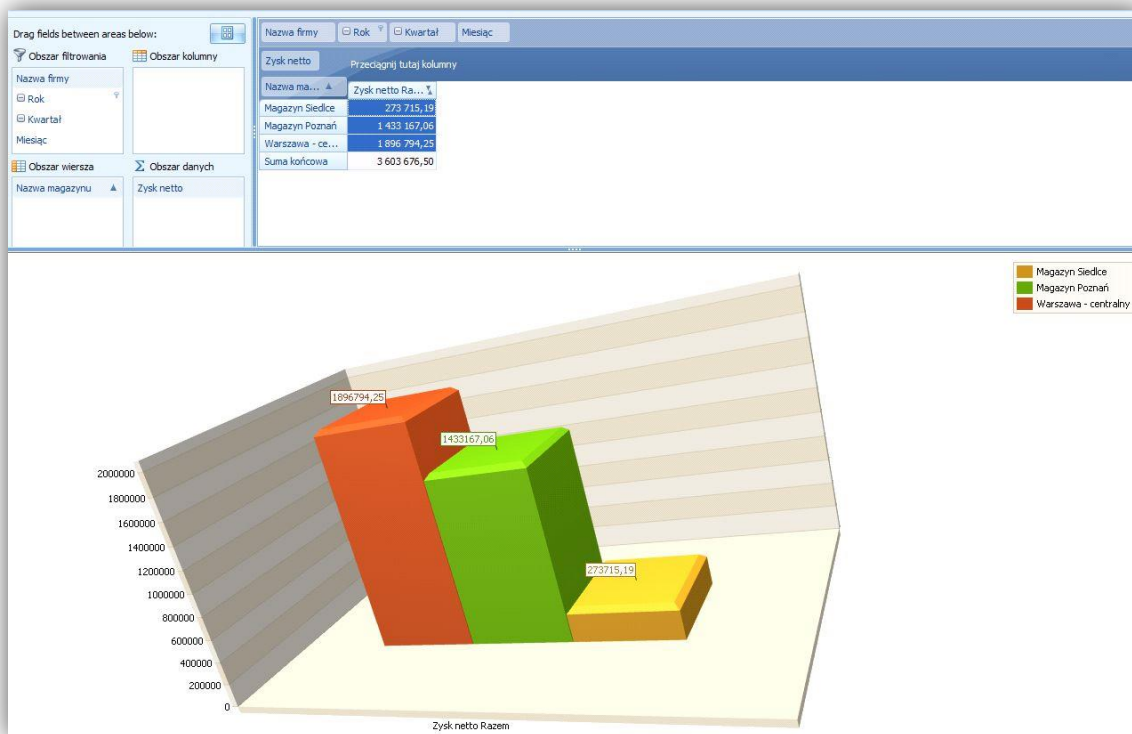 Drag fields between areas below:
Obszar filtrowania
Obszar kolumny
Nazwa firmy
Rok
Kwartał
Miesiąc
Obszar wiersza
Obszar danych
Nazwa magazynu
Zysk netto
Nazwa firmy Rok Kwartał Miesiąc
Zysk netto Przeciągnij tutaj kolumny
Nazwa ma... Zysk netto Ra...
Magazyn Siedlce 273 715,19
Magazyn Poznań 1 433 167,06
Warszawa - ce... 1 896 794,25
Suma końcowa 3 603 676,50
Magazyn Siedlce
Magazyn Poznań
Warszawa - centralny
1896794,25
1433167,06
273715,19
2000000
1800000
1600000
1400000
1200000
1000000
800000
600000
400000
200000
0
Zysk netto Razem